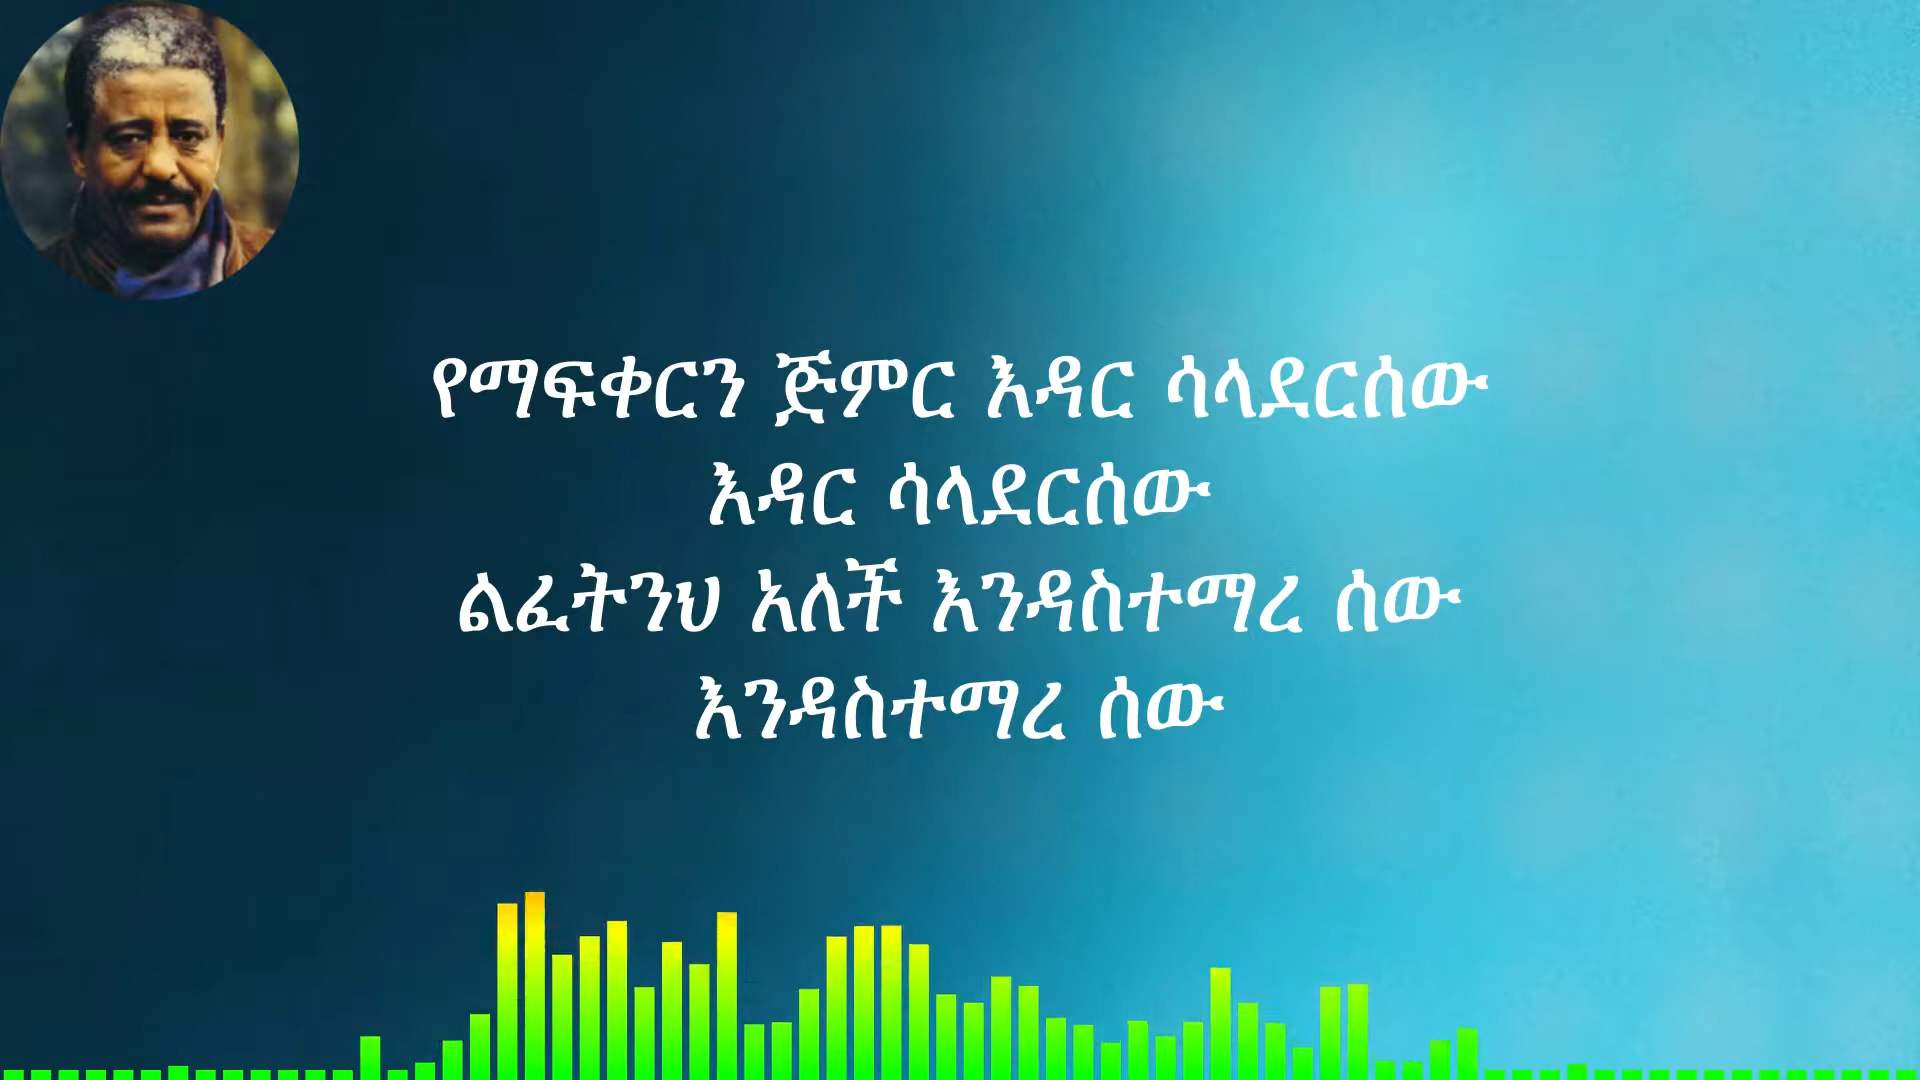 የማፍቀርን ጅምር እዳር ሳላደርሰው
እዳር ሳላደርሰው
ልፈትንህ አለች እንዳስተማረ ሰው
እንዳስተማረ ሰው